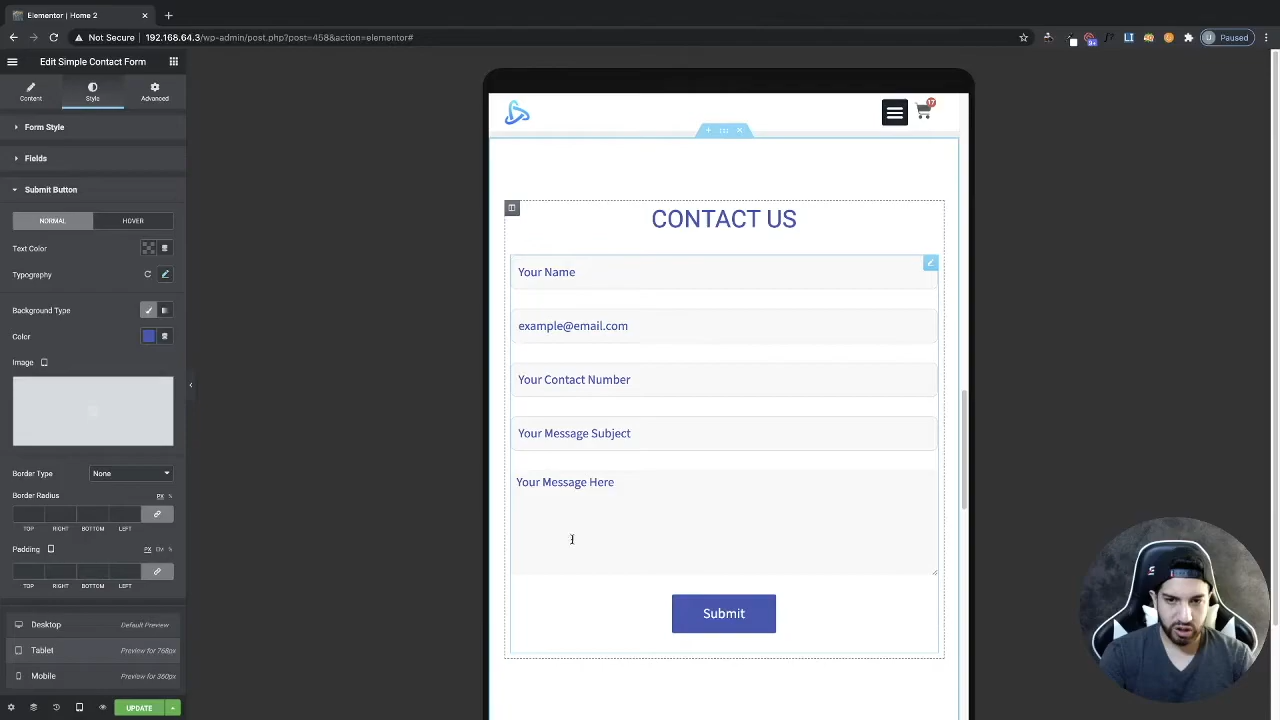 Elementor | Home 2
Not Secure 192.168.64.3/wp-admin/post.php?post=458&action=elementor#
9+
Paused
Edit Simple Contact Form
Content
Style
Advanced
Form Style
Fields
Submit Button
NORMAL
HOVER
Text Color
Typography
Background Type
Color
Image
Border Type
None
Border Radius
PX %
TOP RIGHT BOTTOM LEFT
Padding
PX EM %
TOP RIGHT BOTTOM LEFT
Desktop Default Preview
Tablet Preview for 768px
Mobile Preview for 360px
UPDATE
17
CONTACT US
Your Name
example@email.com
Your Contact Number
Your Message Subject
Your Message Here
Submit